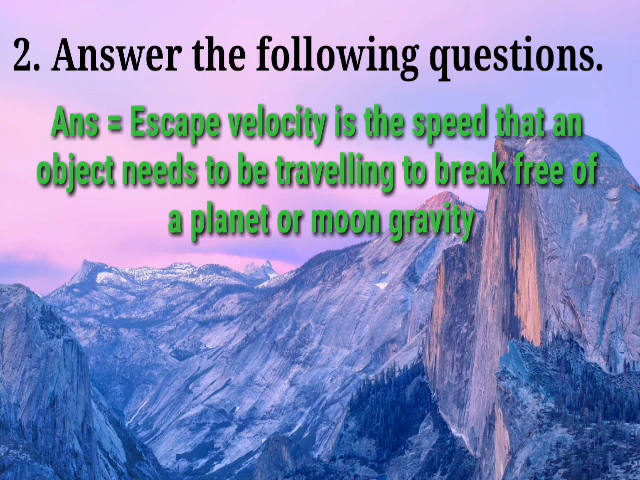 2. Answer the following questions.
Ans = Escape velocity is the speed that an
object needs to be travelling to break free of
a planet or moon gravity